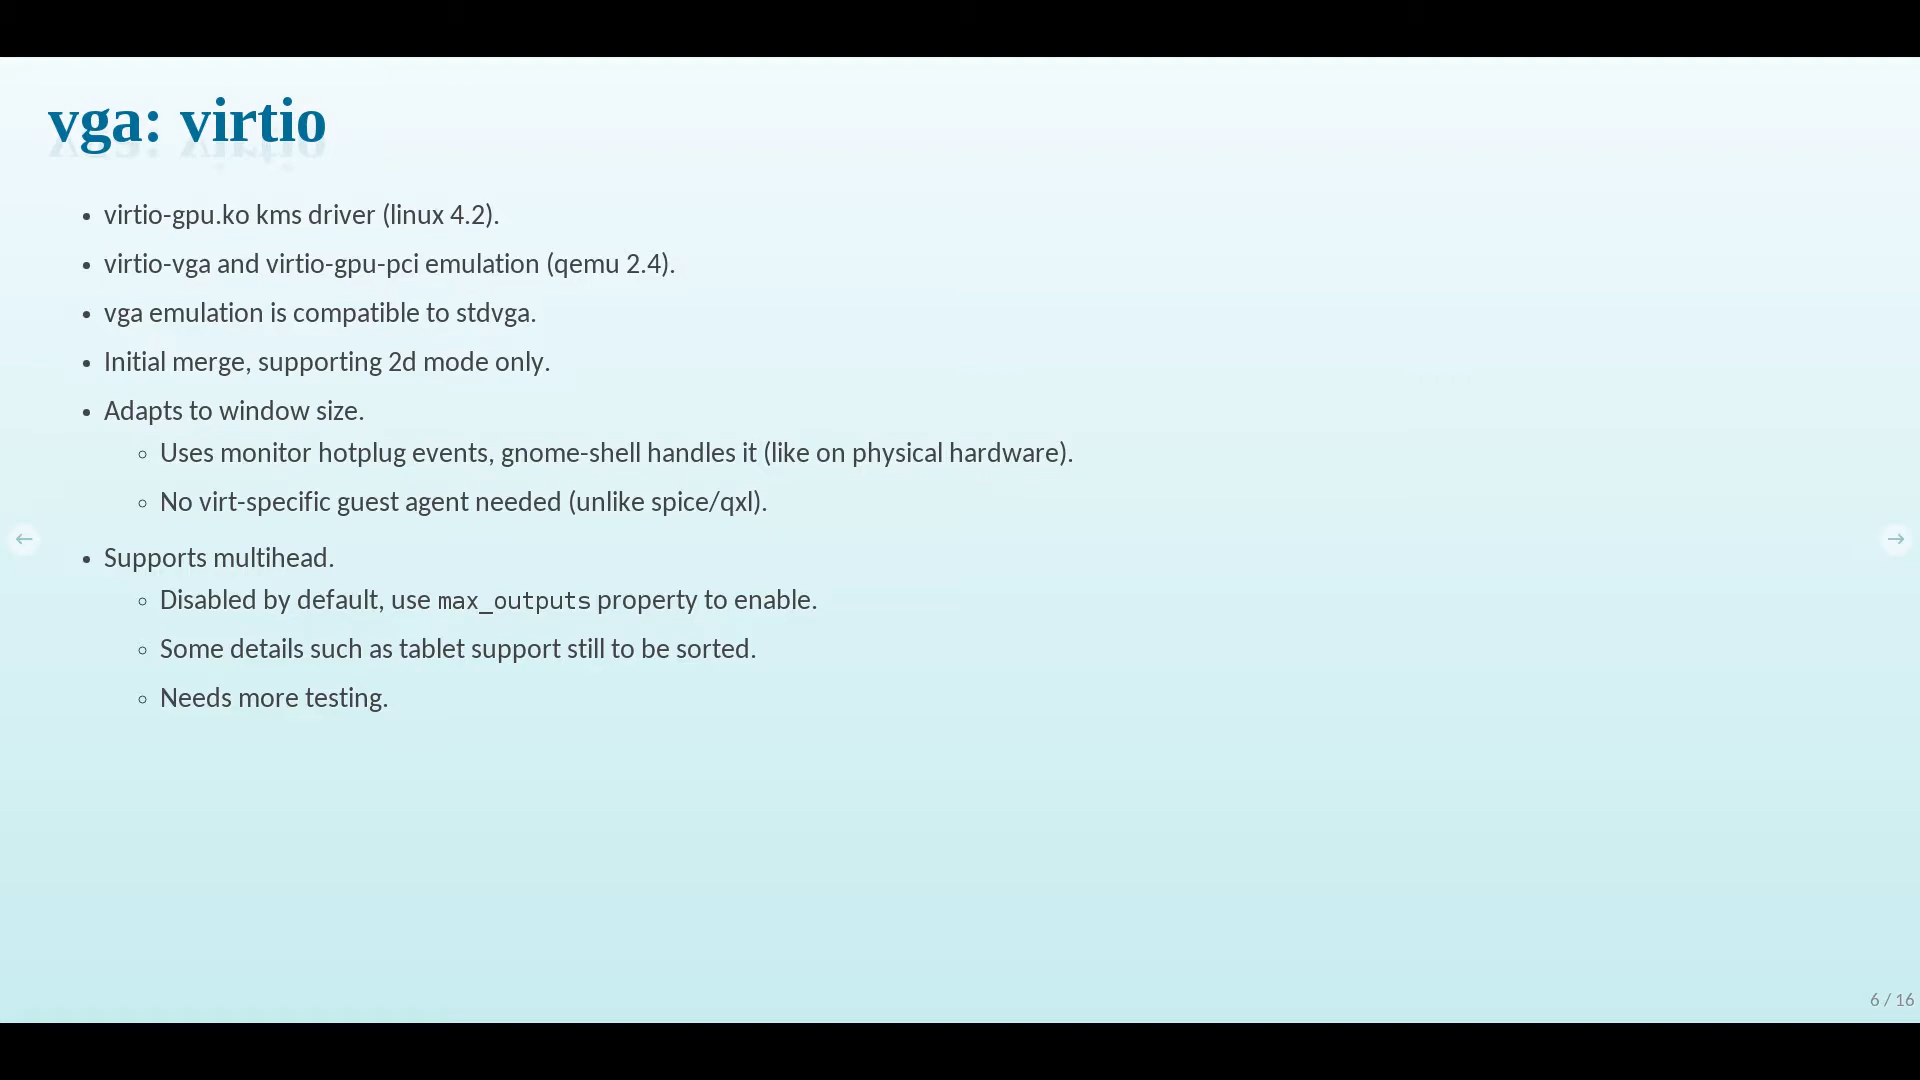 vga: virtio
• virtio-gpu.ko kms driver (linux 4.2).
• virtio-vga and virtio-gpu-pci emulation (qemu 2.4).
• vga emulation is compatible to stdvga.
• Initial merge, supporting 2d mode only.
• Adapts to window size.
◦ Uses monitor hotplug events, gnome-shell handles it (like on physical hardware).
◦ No virt-specific guest agent needed (unlike spice/qxl).
• Supports multihead.
◦ Disabled by default, use max_outputs property to enable.
◦ Some details such as tablet support still to be sorted.
◦ Needs more testing.
← →
6 / 16